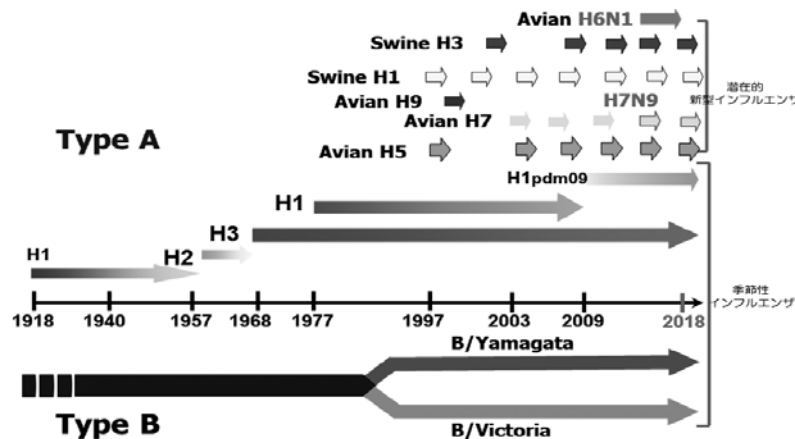 Avian H6N1
Swine H3
Swine H1
潜在的
新型インフルエンザ
Avian H9
H7N9
Avian H7
Type A
Avian H5
H1pdm09
H1
H3
H2
H1
季節性
インフルエンザ
1918 1940 1957 1968 1977 1997 2003 2009 2018
B/Yamagata
Type B
B/Victoria